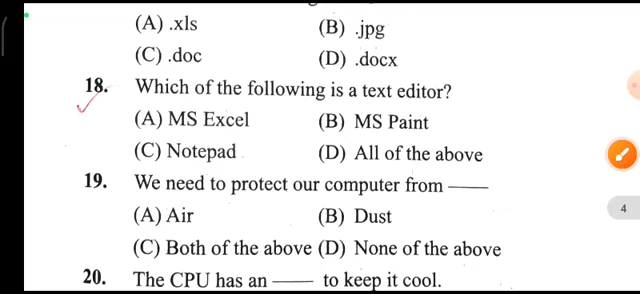 (A) .xls (B) .jpg
(C) .doc (D) .docx
18. Which of the following is a text editor?
(A) MS Excel (B) MS Paint
(C) Notepad (D) All of the above
19. We need to protect our computer from ——
(A) Air (B) Dust
(C) Both of the above (D) None of the above
4
20. The CPU has an —— to keep it cool.